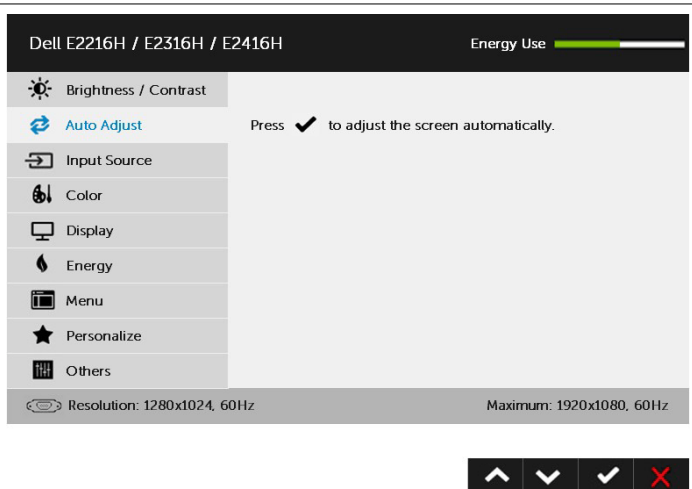 Dell E2216H / E2316H / E2416H Energy Use
Brightness / Contrast
Auto Adjust Press ✔ to adjust the screen automatically.
Input Source
Color
Display
Energy
Menu
Personalize
Others
Resolution: 1280x1024, 60Hz Maximum: 1920x1080, 60Hz